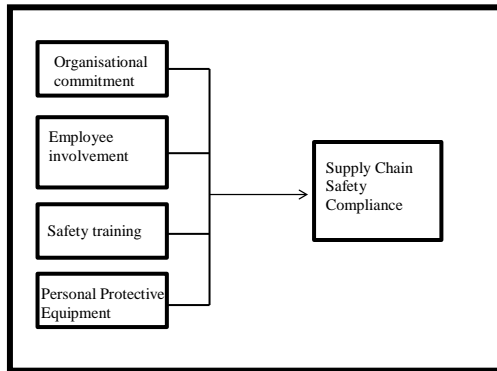 Organisational
commitment
Employee
involvement
Safety training
Personal Protective
Equipment
Supply Chain
Safety
Compliance